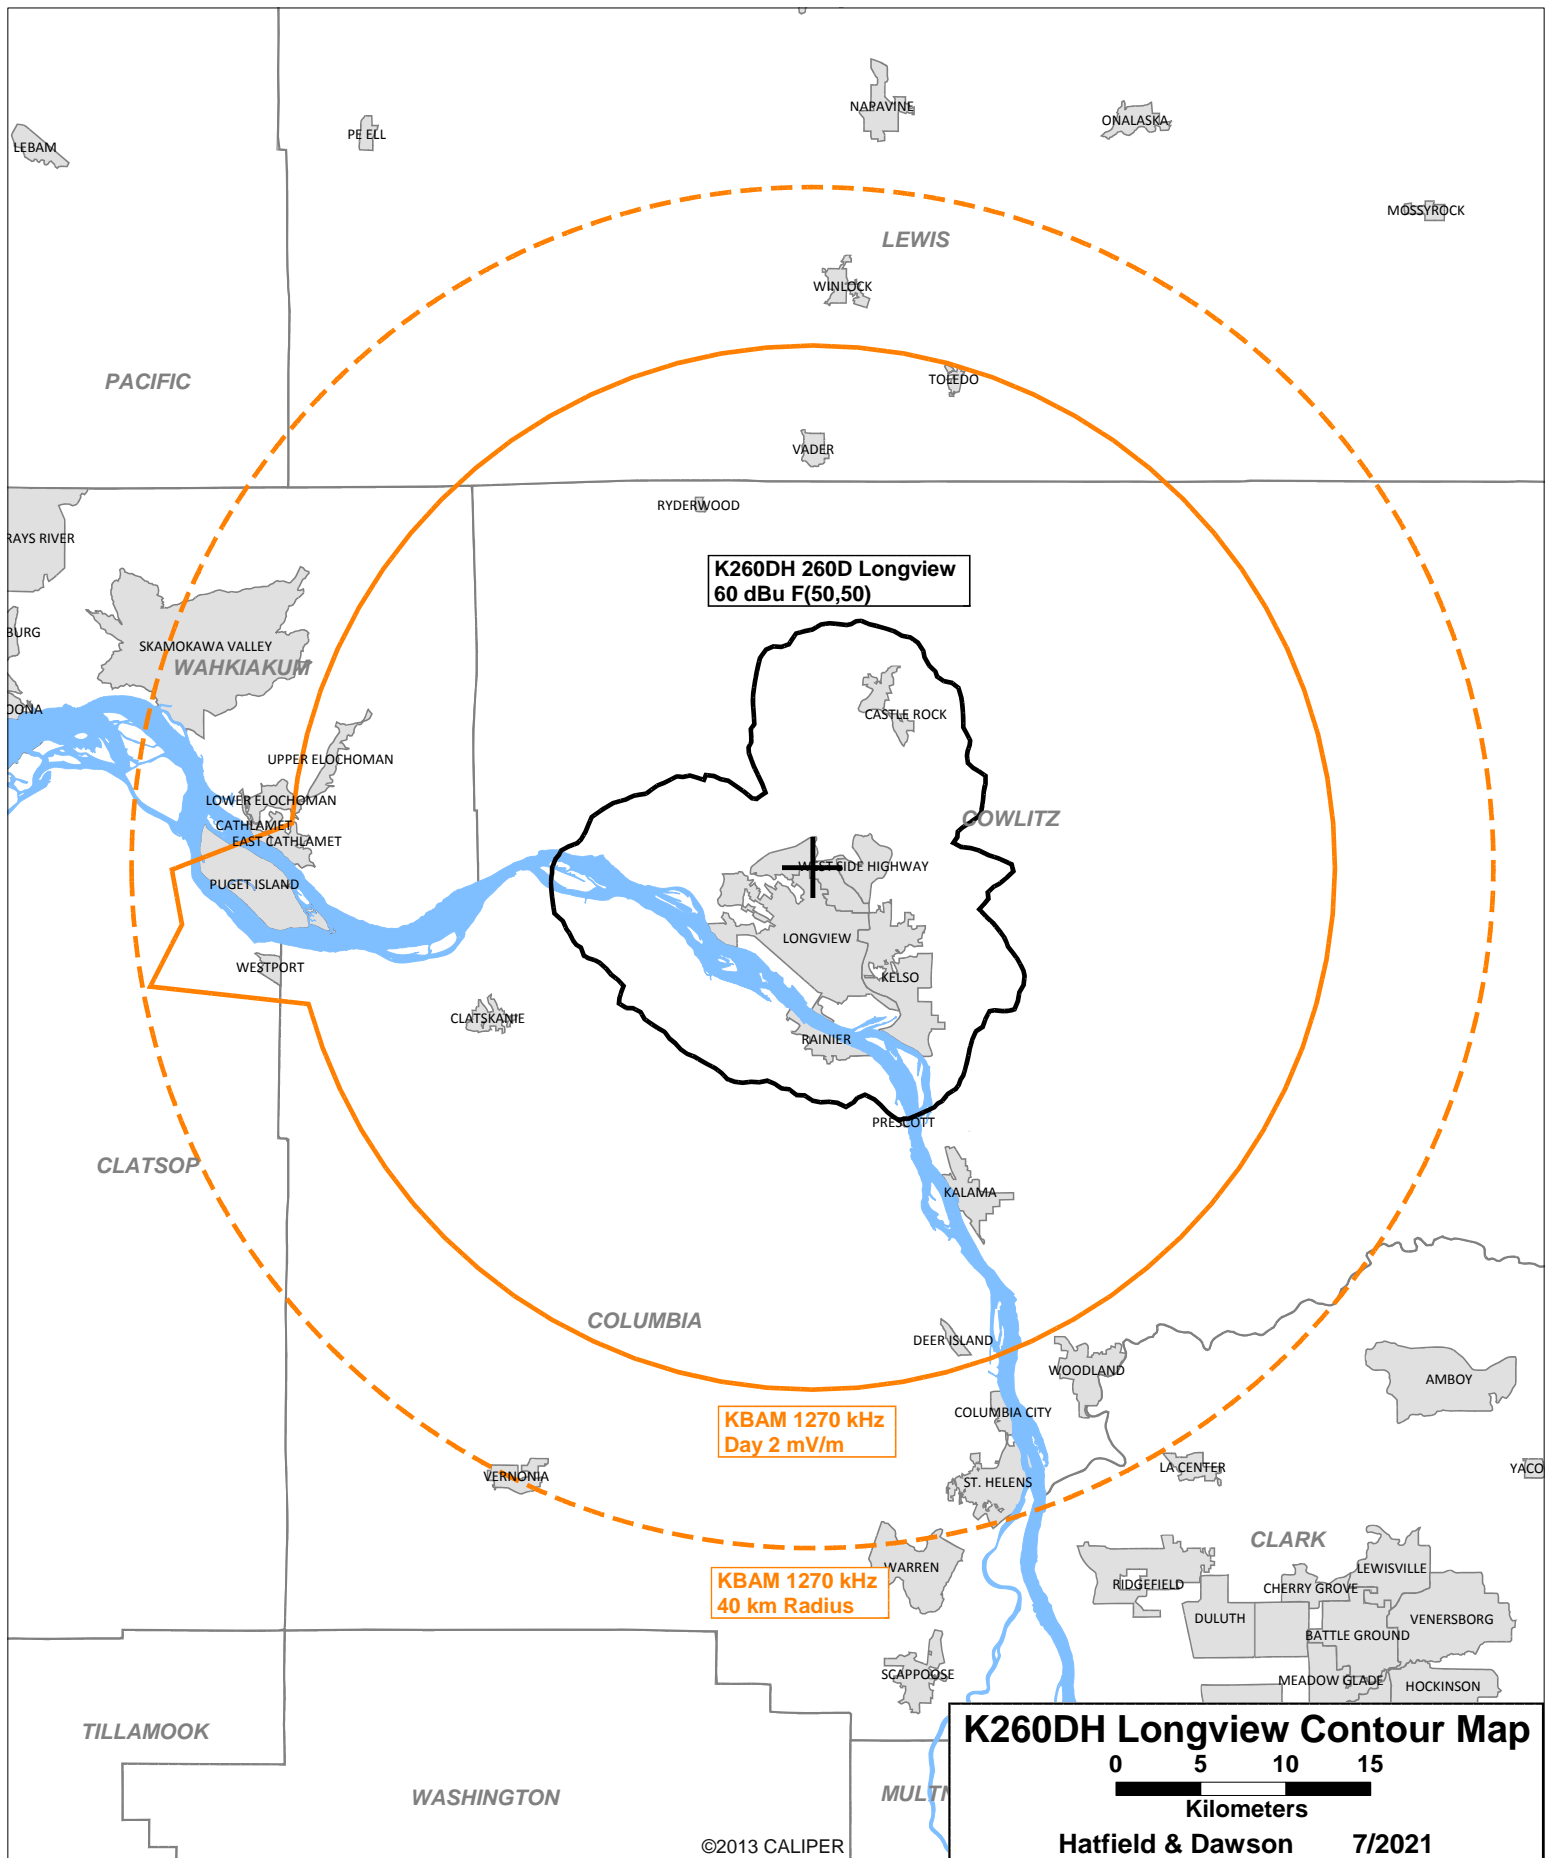 NAPAVINE
ONALASKA
PE ELL
LEBAM
MOSSYROCK
LEWIS
WINLOCK
TOLEDO
PACIFIC
VADER
RYDERWOOD
RAYS RIVER
K260DH 260D Longview
60 dBu F(50,50)
BURG
SKAMOKAWA VALLEY
WAHKIAKUM
OONA
CASTLE ROCK
UPPER ELOCHOMAN
LOWER ELOCHOMAN
CATHLAMET
EAST CATHLAMET
COWLITZ
WEST SIDE HIGHWAY
PUGET ISLAND
LONGVIEW
WESTPORT
KELSO
CLATSKANIE
RAINIER
PRESCOTT
CLATSOP
KALAMA
COLUMBIA
DEER ISLAND
WOODLAND
AMBOY
COLUMBIA CITY
KBAM 1270 kHz
Day 2 mV/m
VERNONIA
ST. HELENS
LA CENTER
YACO
CLARK
WARREN
LEWISVILLE
RIDGEFIELD
CHERRY GROVE
KBAM 1270 kHz
40 km Radius
DULUTH
VENERSBORG
BATTLE GROUND
SCAPPOOSE
MEADOW GLADE
HOCKINSON
TILLAMOOK
WASHINGTON
MULTN
K260DH Longview Contour Map
0 5 10 15
Kilometers
Hatfield & Dawson 7/2021
©2013 CALIPER